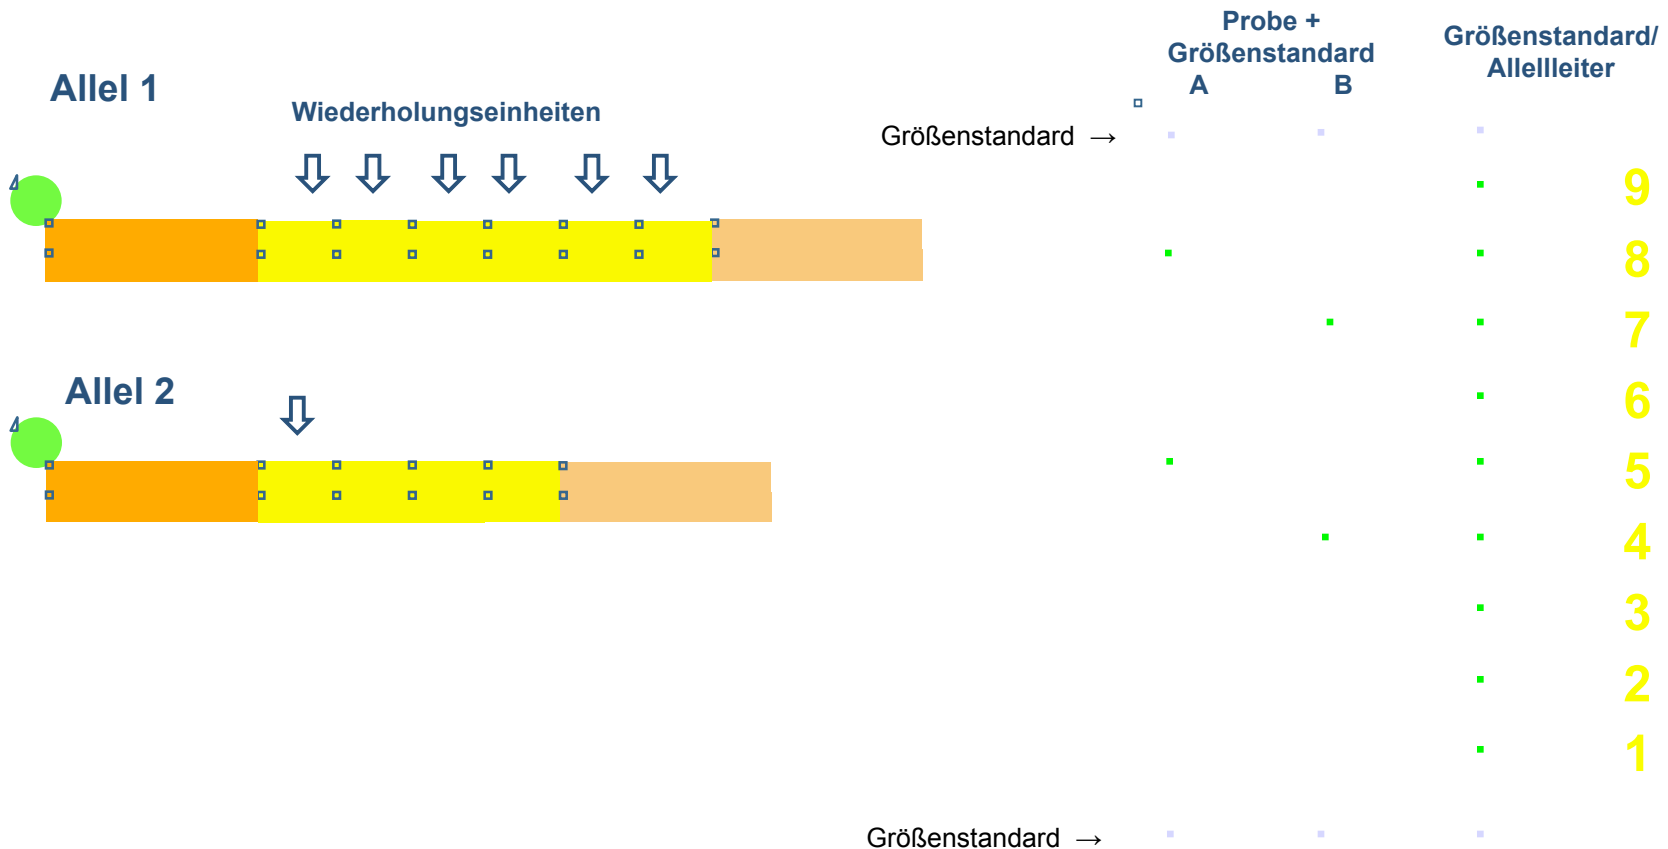 Allel 1
Wiederholungseinheiten
Allel 2
Probe +
Größenstandard
A B
Größenstandard/
Allellleiter
Größenstandard →
9
8
7
6
5
4
3
2
1
Größenstandard →